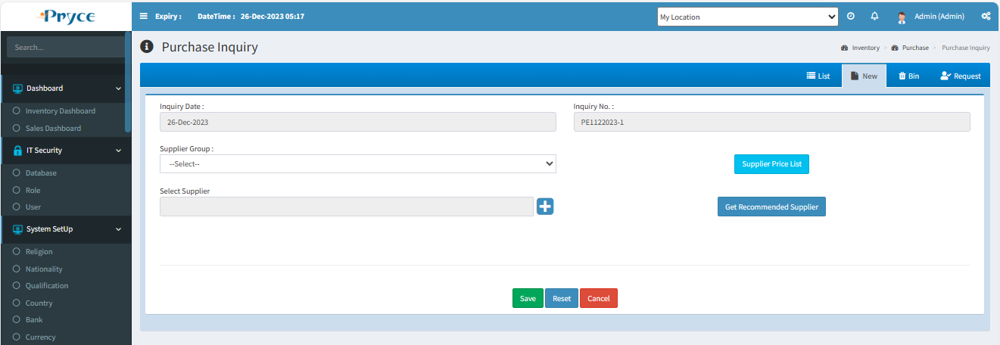 Pryce
Expiry :    DateTime :   26-Dec-2023 05:17
My Location
Admin (Admin)
Search...
Purchase Inquiry
Inventory > Purchase > Purchase Inquiry
List
New
Bin
Request
Dashboard
Inventory Dashboard
Sales Dashboard
IT Security
Database
Role
User
System SetUp
Religion
Nationality
Qualification
Country
Bank
Currency
Inquiry Date :
26-Dec-2023
Inquiry No. :
PE1122023-1
Supplier Group :
--Select--
Supplier Price List
Select Supplier
Get Recommended Supplier
Save
Reset
Cancel